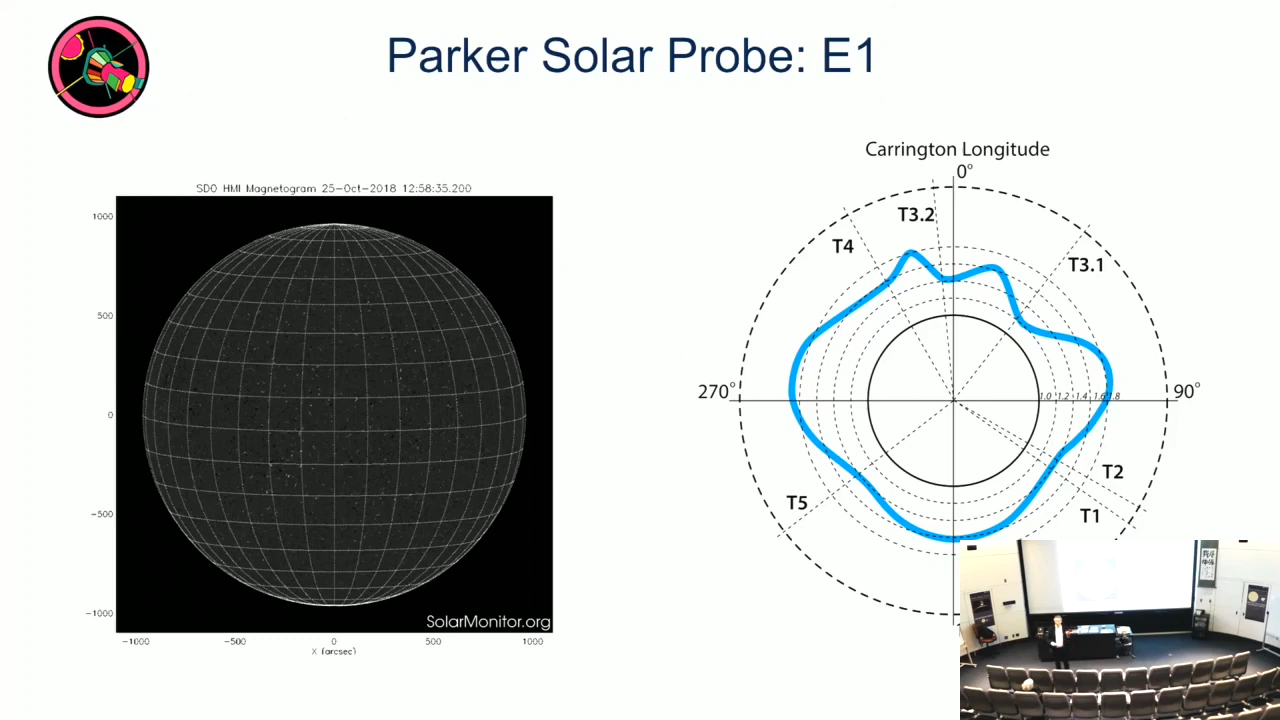 Parker Solar Probe: E1
SDO HMI Magnetogram 25-Oct-2018 12:58:35.200
1000
500
0
-500
-1000
-1000
-500
0
500
1000
X (arcsec)
SolarMonitor.org
Carrington Longitude
0°
T3.2
T4
T3.1
270°
90°
1.0 1.2 1.4 1.6 1.8
T2
T5
T1